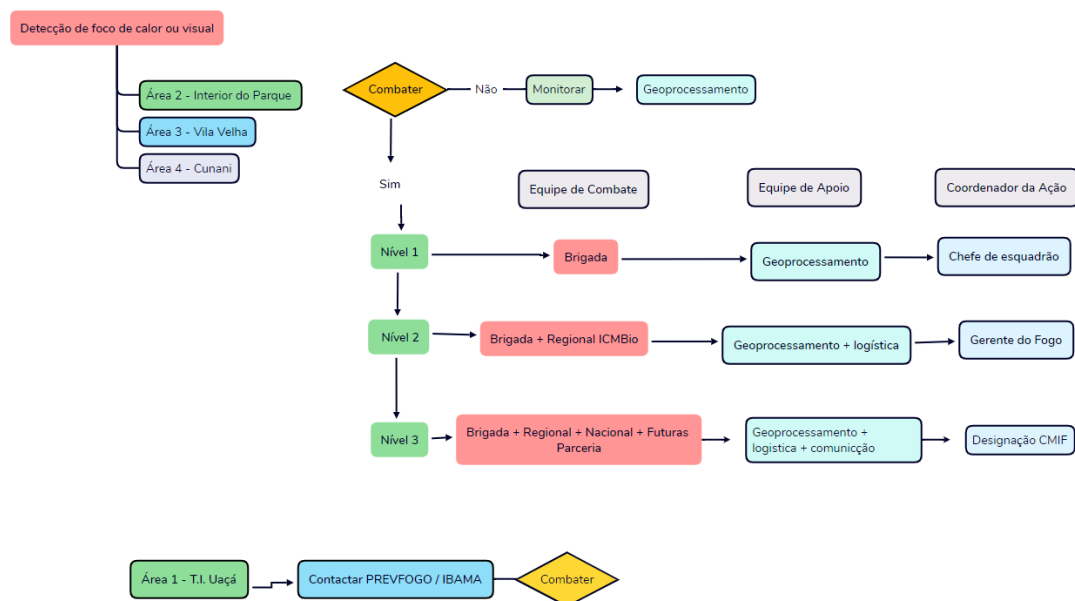 Detecção de foco de calor ou visual
Área 2 - Interior do Parque
Área 3 - Vila Velha
Área 4 - Cunani
Combater
Não
Monitorar
Geoprocessamento
Sim
Equipe de Combate
Equipe de Apoio
Coordenador da Ação
Nível 1
Brigada
Geoprocessamento
Chefe de esquadrão
Nível 2
Brigada + Regional ICMBio
Geoprocessamento + logística
Gerente do Fogo
Nível 3
Brigada + Regional + Nacional + Futuras
Parceria
Geoprocessamento +
logistica + comunicção
Designação CMIF
Área 1 - T.I. Uaçá
Contactar PREVFOGO / IBAMA
Combater